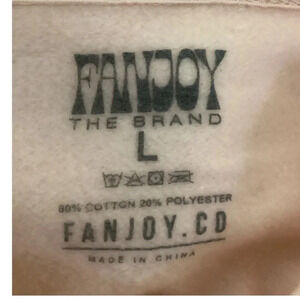 FANJOY
THE BRAND
L
80% COTTON 20% POLYESTER
FANJOY.CO
MADE IN CHINA